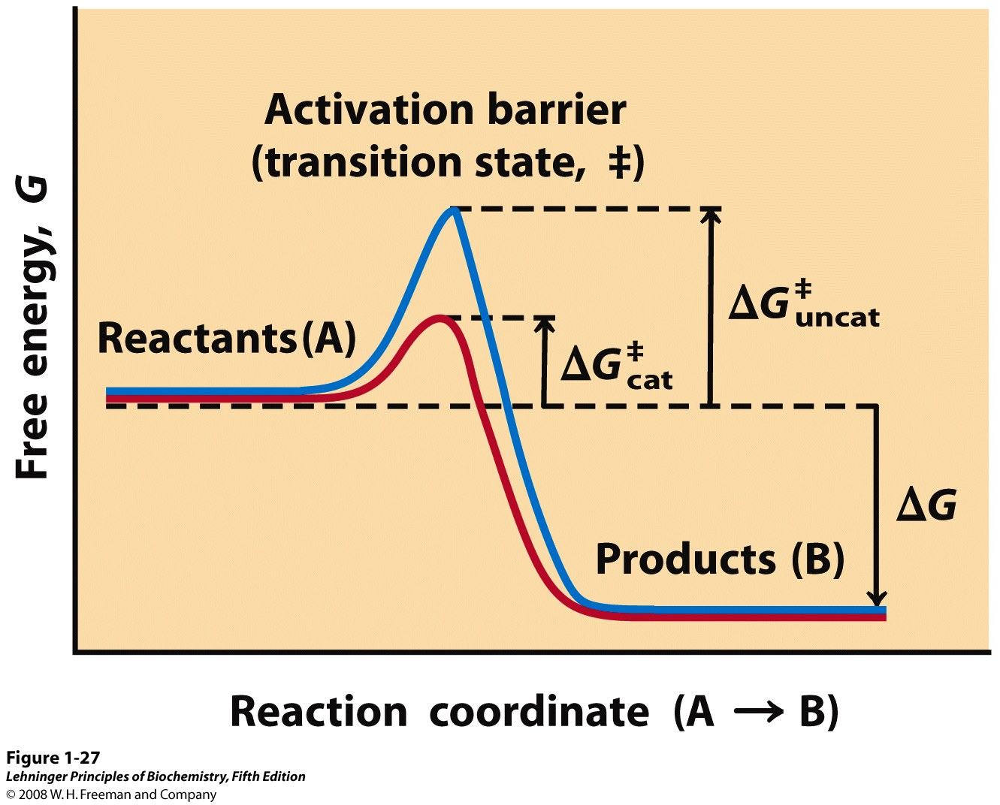 Activation barrier
(transition state, ‡)
Free energy, G
Reactants (A)
ΔG‡uncat
ΔG‡cat
ΔG
Products (B)
Reaction coordinate (A → B)
Figure 1-27
Lehninger Principles of Biochemistry, Fifth Edition
© 2008 W. H. Freeman and Company